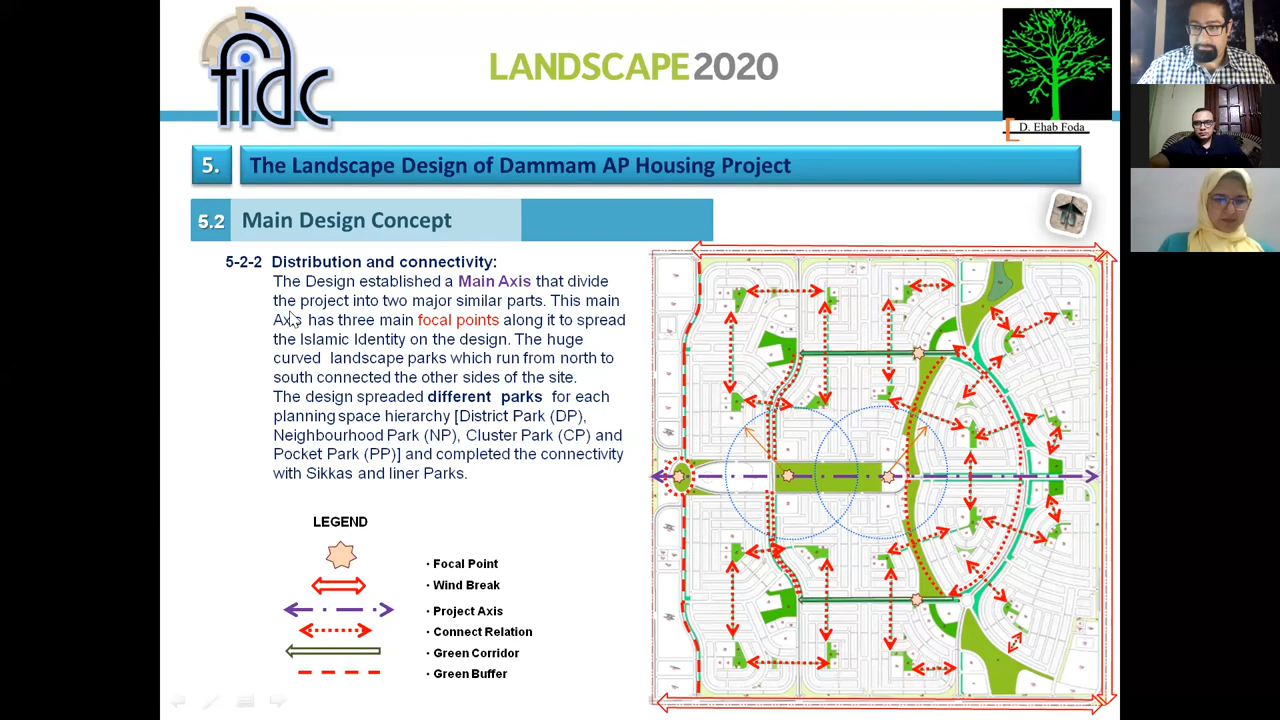 fidc
LANDSCAPE2020
D. Ehab Foda
5. The Landscape Design of Dammam AP Housing Project
5.2 Main Design Concept
5-2-2 Distribution and connectivity:
The Design established a Main Axis that divide
the project into two major similar parts. This main
Axis has three main focal points along it to spread
the Islamic Identity on the design. The huge
curved landscape parks which run from north to
south connected the other sides of the site.
The design spreaded different parks for each
planning space hierarchy [District Park (DP),
Neighbourhood Park (NP), Cluster Park (CP) and
Pocket Park (PP)] and completed the connectivity
with Sikkas and liner Parks.
LEGEND
· Focal Point
· Wind Break
· Project Axis
· Connect Relation
· Green Corridor
· Green Buffer